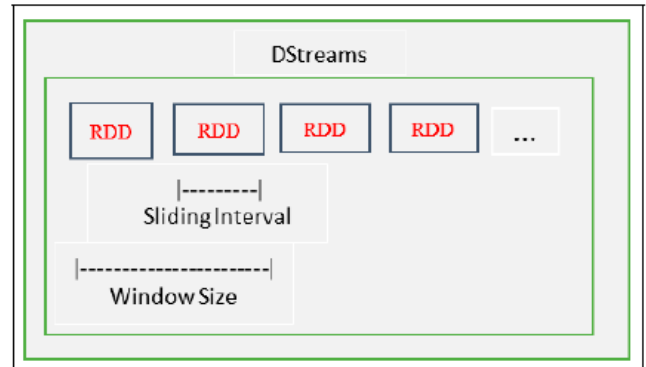 DStreams
RDD RDD RDD RDD ...
|---------|
Sliding Interval
|-----------------------|
Window Size